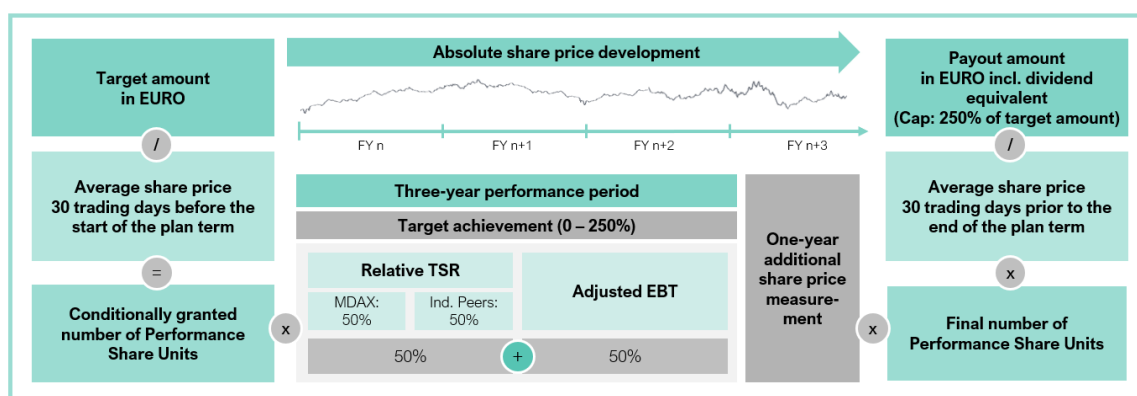 Target amount
in EURO
/
Average share price
30 trading days before the
start of the plan term
=
Conditionally granted
number of Performance
Share Units
x
Absolute share price development
FY n
FY n+1
FY n+2
FY n+3
Three-year performance period
Target achievement (0 – 250%)
Relative TSR
MDAX:
50%
Ind. Peers:
50%
Adjusted EBT
50%
+
50%
One-year
additional
share price
measure-
ment
x
Payout amount
in EURO incl. dividend
equivalent
(Cap: 250% of target amount)
/
Average share price
30 trading days prior to the
end of the plan term
x
Final number of
Performance Share Units